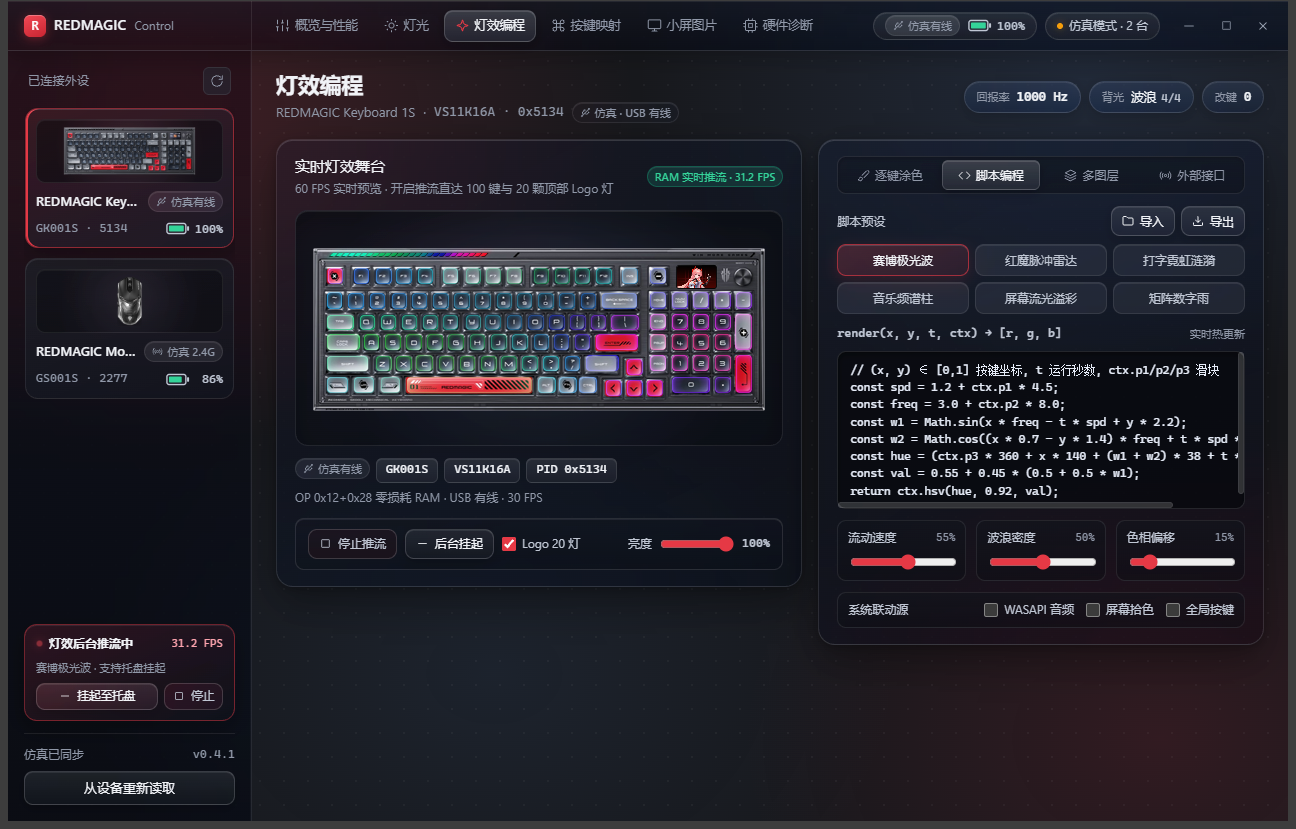 R REDMAGIC Control
概览与性能 灯光 灯效编程 按键映射 小屏图片 硬件诊断
仿真有线 100% 仿真模式 · 2 台
已连接外设
REDMAGIC Key... 仿真有线
GK001S · 5134 100%
REDMAGIC Mo... 仿真 2.4G
GS001S · 2277 86%
灯效后台推流中 31.2 FPS
赛博极光波 · 支持托盘挂起
挂起至托盘 停止
仿真已同步 v0.4.1
从设备重新读取
灯效编程
REDMAGIC Keyboard 1S · VS11K16A · 0x5134 仿真 · USB 有线
回报率 1000 Hz 背光 波浪 4/4 改键 0
实时灯效舞台
60 FPS 实时预览 · 开启推流直达 100 键与 20 颗顶部 Logo 灯
RAM 实时推流 · 31.2 FPS
仿真有线 GK001S VS11K16A PID 0x5134
OP 0x12+0x28 零损耗 RAM · USB 有线 · 30 FPS
停止推流 后台挂起 Logo 20 灯 亮度 100%
逐键涂色 脚本编程 多图层 外部接口
脚本预设 导入 导出
赛博极光波 红魔脉冲雷达 打字霓虹涟漪
音乐频谱柱 屏幕流光溢彩 矩阵数字雨
render(x, y, t, ctx) → [r, g, b] 实时热更新
// (x, y) ∈ [0,1] 按键坐标, t 运行秒数, ctx.p1/p2/p3 滑块
const spd = 1.2 + ctx.p1 * 4.5;
const freq = 3.0 + ctx.p2 * 8.0;
const w1 = Math.sin(x * freq - t * spd + y * 2.2);
const w2 = Math.cos((x * 0.7 - y * 1.4) * freq + t * spd *
const hue = (ctx.p3 * 360 + x * 140 + (w1 + w2) * 38 + t *
const val = 0.55 + 0.45 * (0.5 + 0.5 * w1);
return ctx.hsv(hue, 0.92, val);
流动速度 55% 波浪密度 50% 色相偏移 15%
系统联动源 WASAPI 音频 屏幕拾色 全局按键